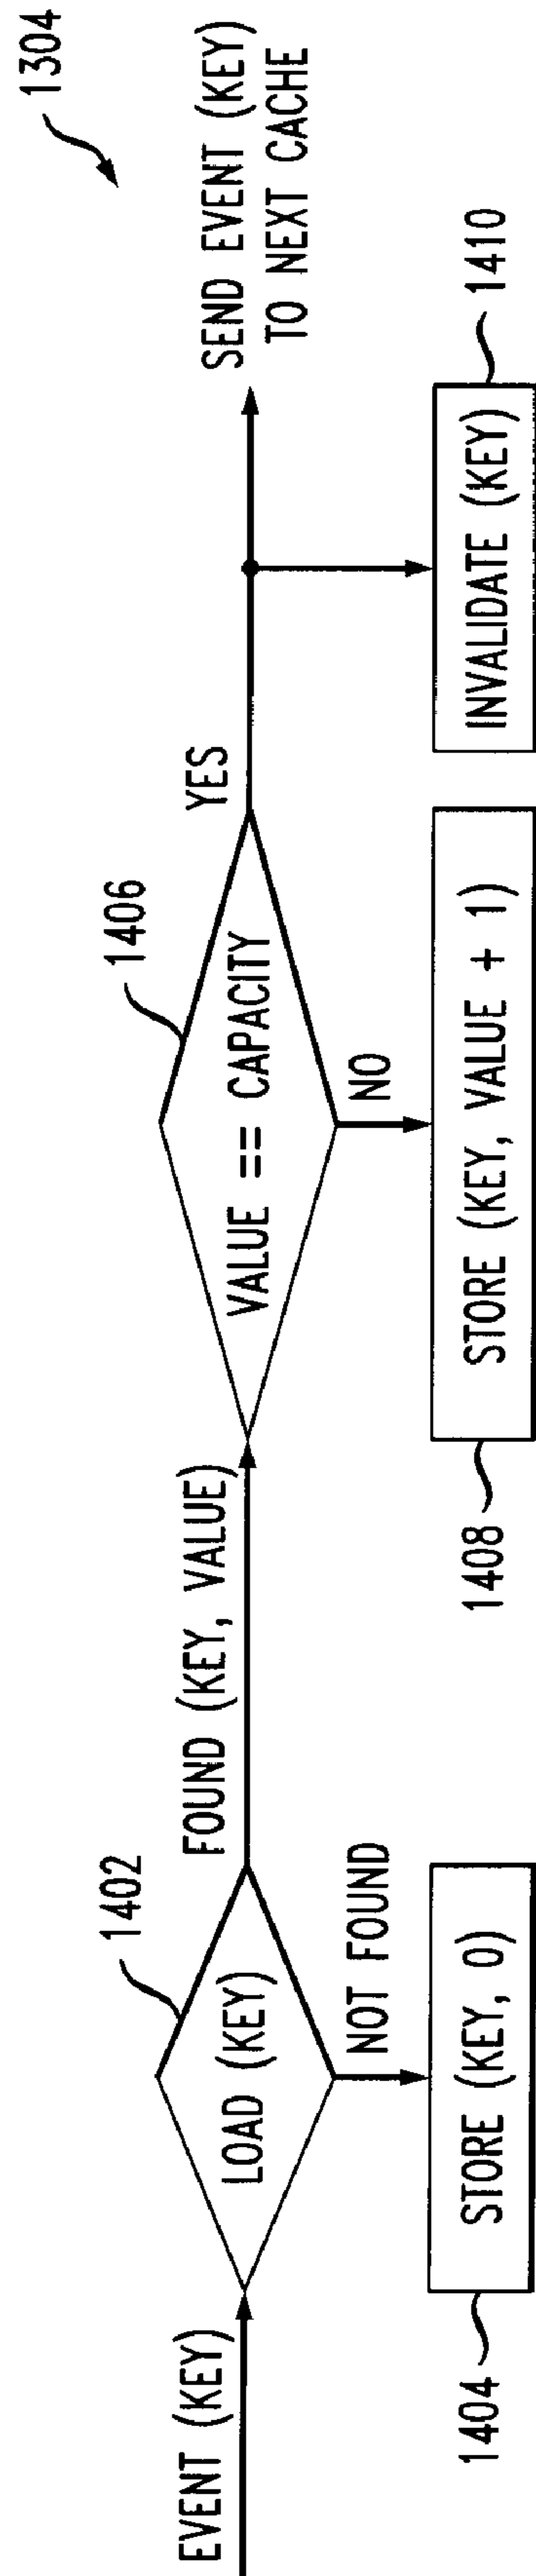 1304
EVENT (KEY)
1402
LOAD (KEY)
FOUND (KEY, VALUE)
NOT FOUND
STORE (KEY, 0)
1404
1406
VALUE == CAPACITY
YES
NO
STORE (KEY, VALUE + 1)
1408
SEND EVENT (KEY)
TO NEXT CACHE
INVALIDATE (KEY)
1410